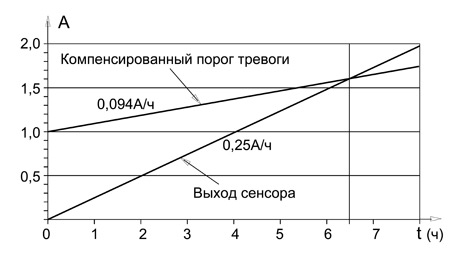 A
2,0
Компенсированный порог тревоги
1,5
0,094А/ч
1,0
0,25А/ч
0,5
Выход сенсора
0
0 1 2 3 4 5 6 7 t (ч)